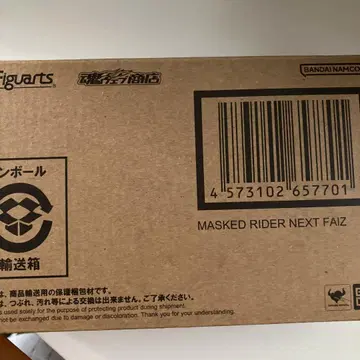 Figuarts
魂ウェブ商店
BANDAI NAMCO
4 573102 657701
MASKED RIDER NEXT FAIZ
ンボール
輸送箱
は、商品輸送用の保護梱包材です。
は、つぶれ、汚れ等による交換は出来ません。ご了承ください。
is used solely for the purpose of protecting product during shipment.
not be exchanged due to damage or discoloration. Thank you for your understanding.